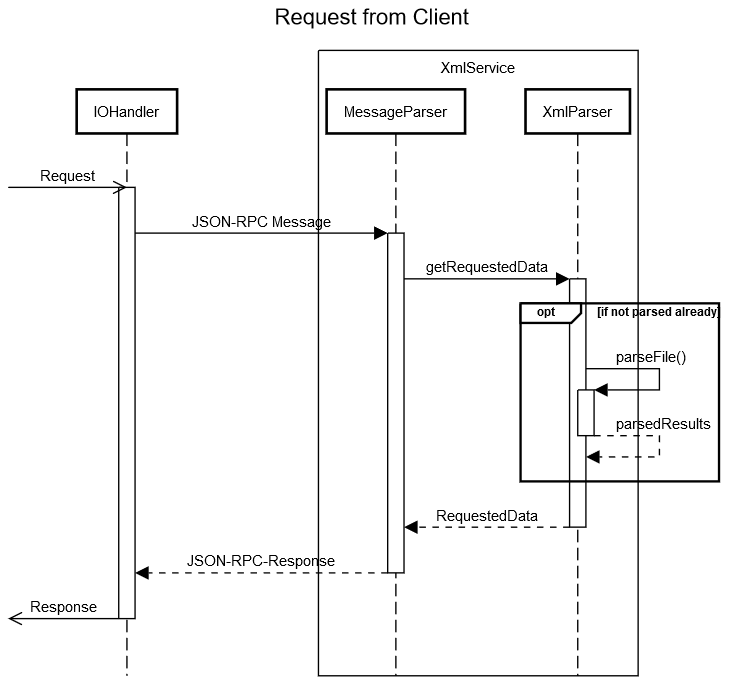 Request from Client
XmlService
IOHandler
MessageParser
XmlParser
Request
JSON-RPC Message
getRequestedData
opt
[if not parsed already]
parseFile()
parsedResults
RequestedData
JSON-RPC-Response
Response